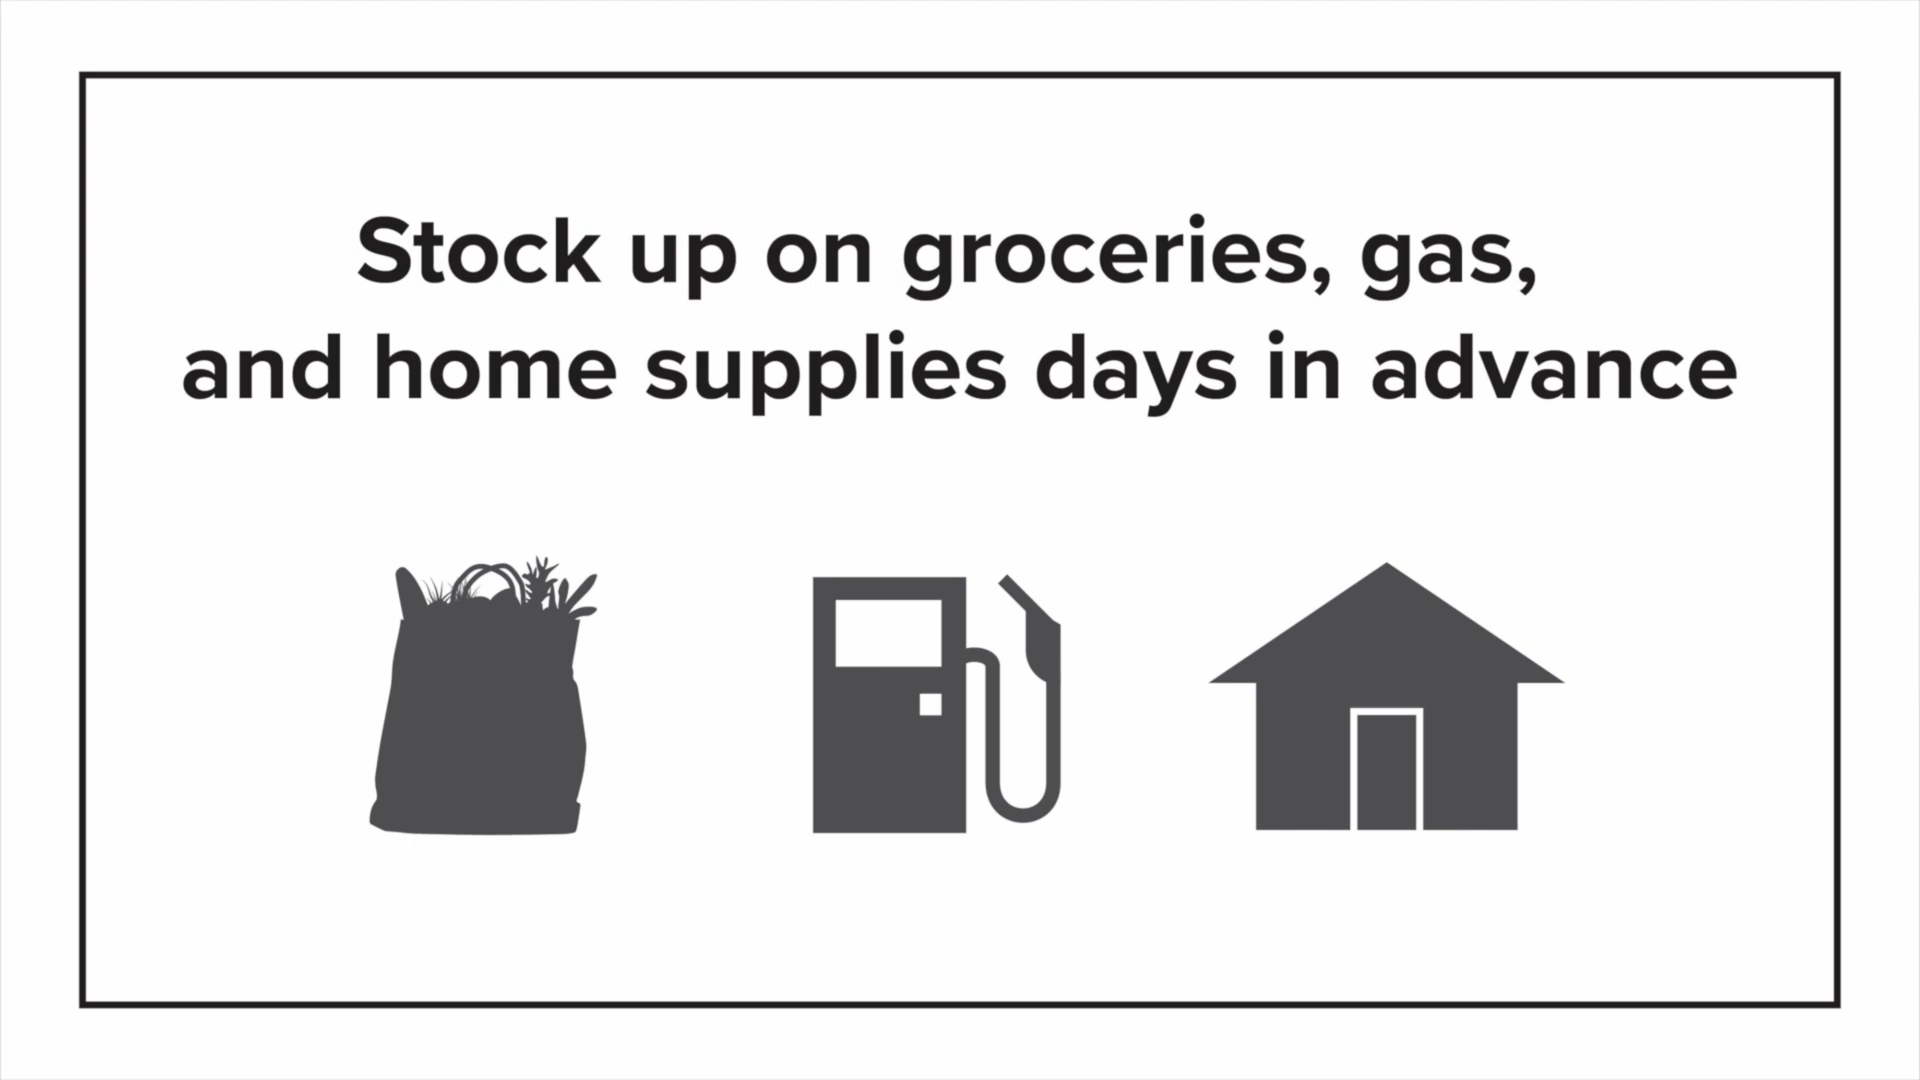 Stock up on groceries, gas,
and home supplies days in advance